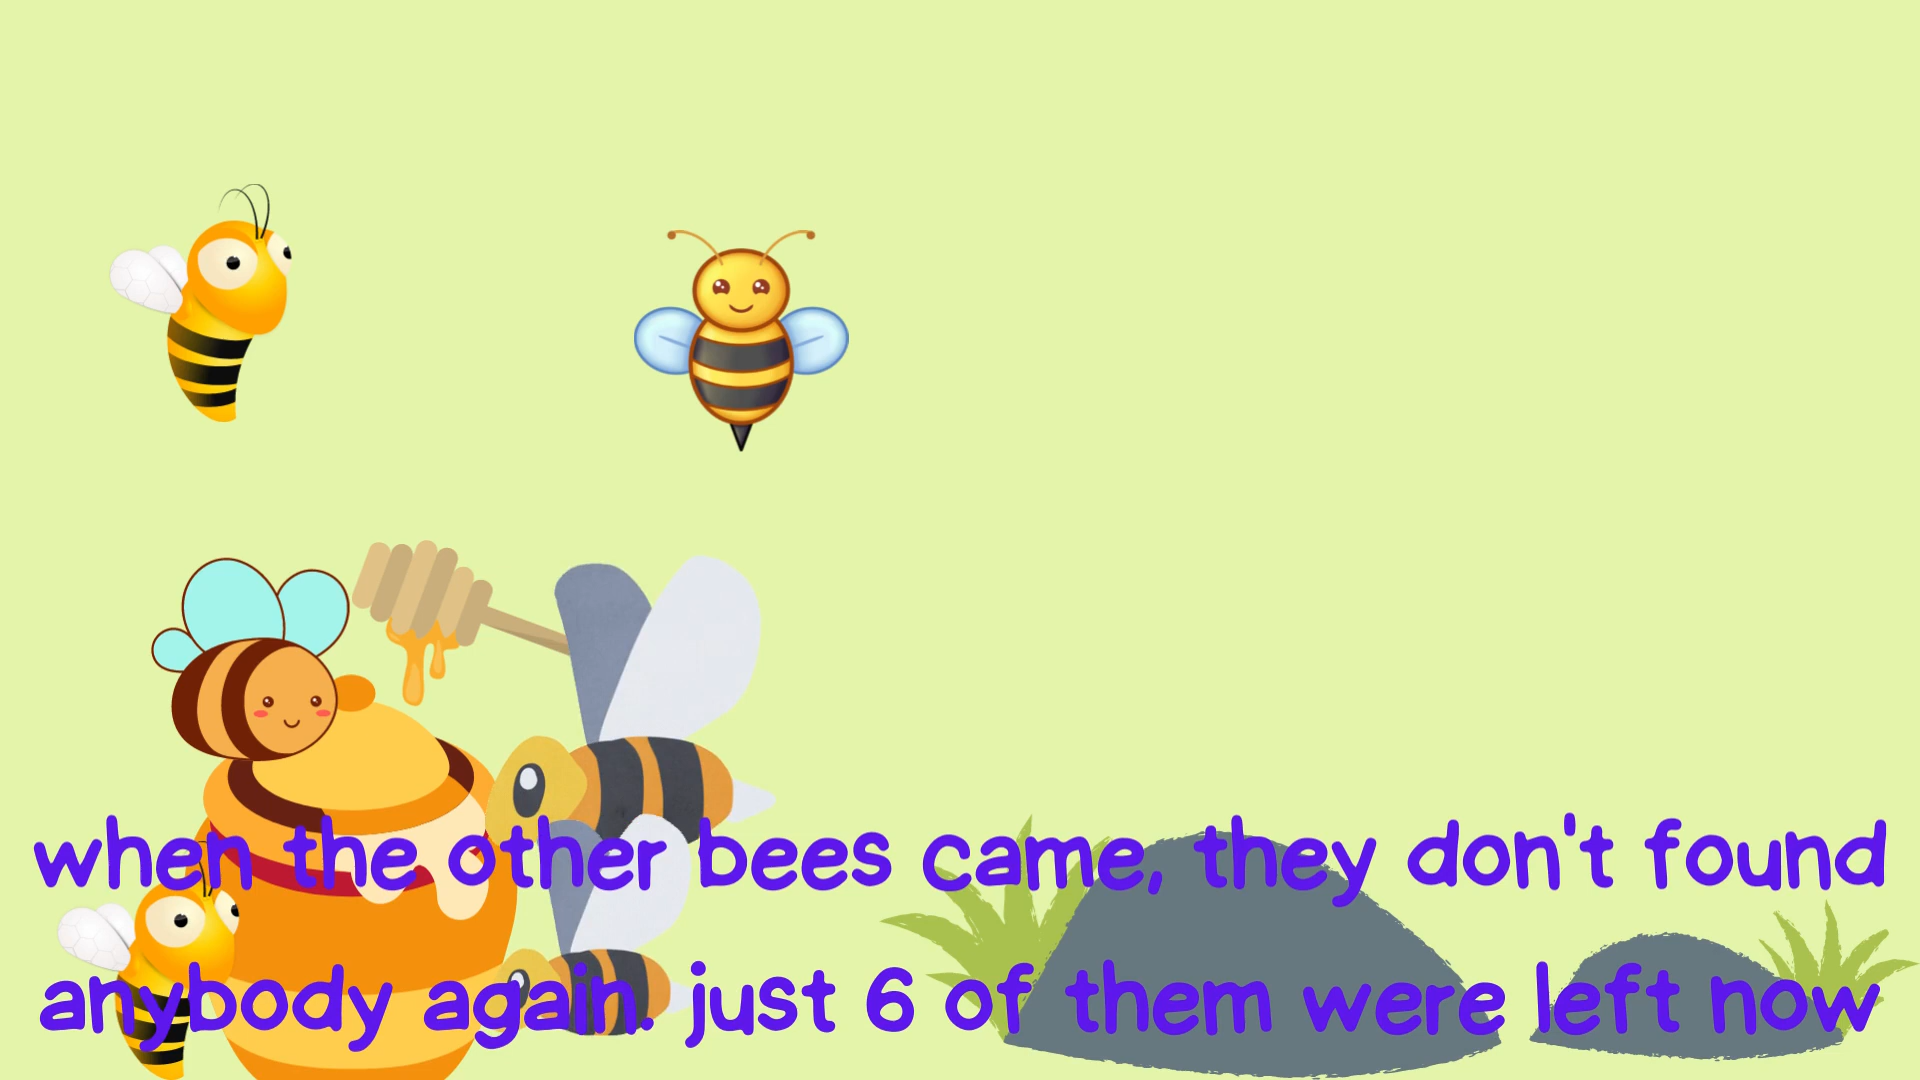 when the other bees came, they don't found
anybody again. just 6 of them were left now